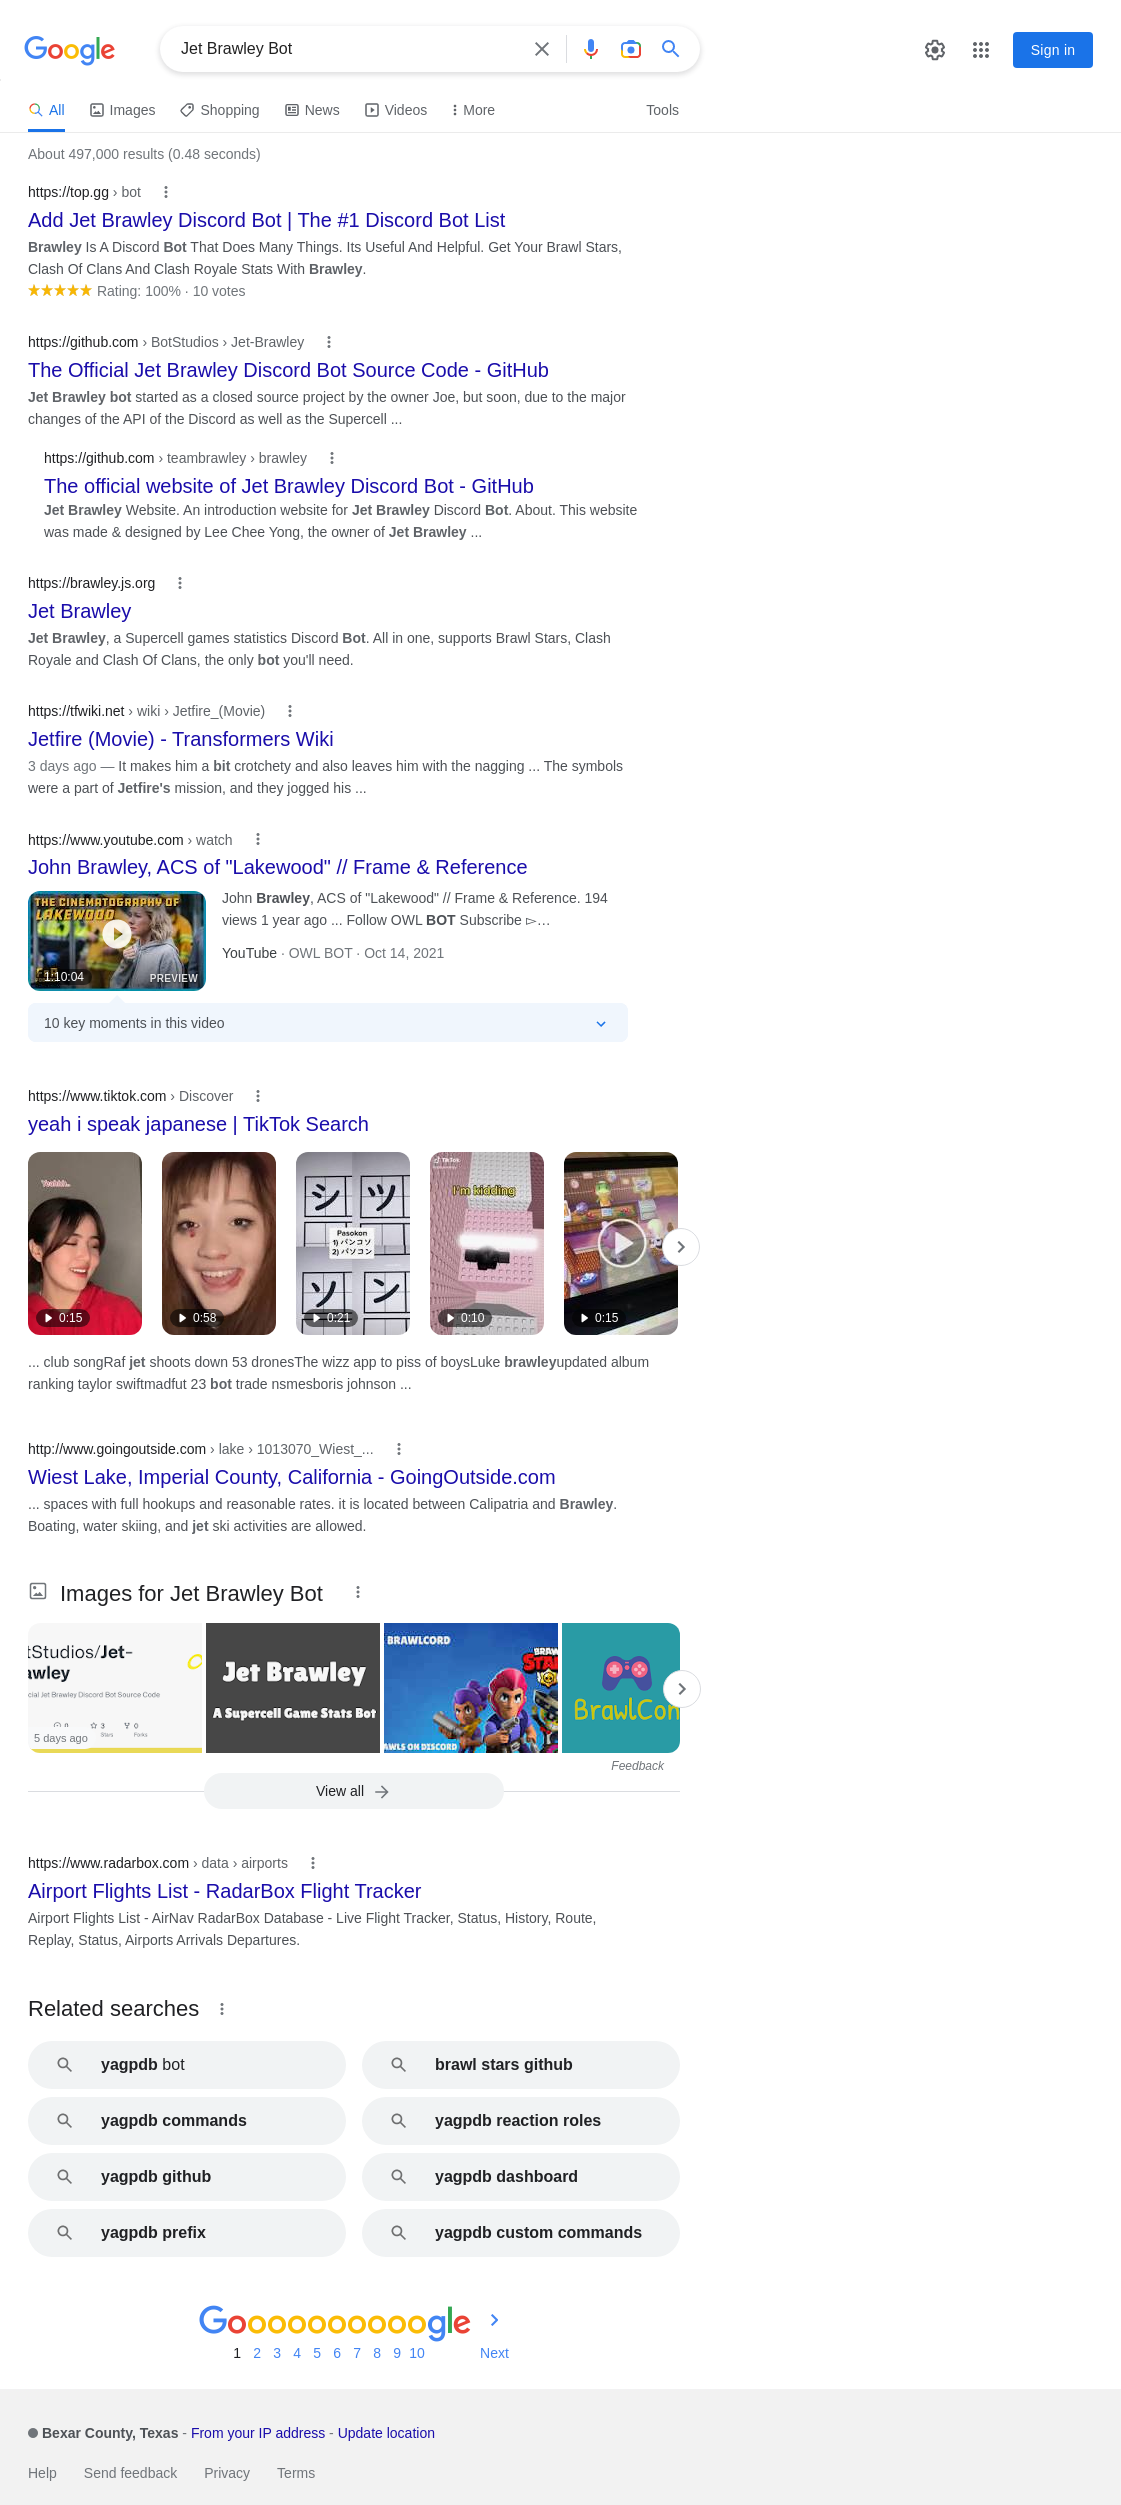 Google
Jet Brawley Bot
Sign in
All Images Shopping News Videos More Tools
About 497,000 results (0.48 seconds)
https://top.gg › bot
Add Jet Brawley Discord Bot | The #1 Discord Bot List
Brawley Is A Discord Bot That Does Many Things. Its Useful And Helpful. Get Your Brawl Stars,
Clash Of Clans And Clash Royale Stats With Brawley.
Rating: 100% · 10 votes
https://github.com › BotStudios › Jet-Brawley
The Official Jet Brawley Discord Bot Source Code - GitHub
Jet Brawley bot started as a closed source project by the owner Joe, but soon, due to the major
changes of the API of the Discord as well as the Supercell ...
https://github.com › teambrawley › brawley
The official website of Jet Brawley Discord Bot - GitHub
Jet Brawley Website. An introduction website for Jet Brawley Discord Bot. About. This website
was made & designed by Lee Chee Yong, the owner of Jet Brawley ...
https://brawley.js.org
Jet Brawley
Jet Brawley, a Supercell games statistics Discord Bot. All in one, supports Brawl Stars, Clash
Royale and Clash Of Clans, the only bot you'll need.
https://tfwiki.net › wiki › Jetfire_(Movie)
Jetfire (Movie) - Transformers Wiki
3 days ago — It makes him a bit crotchety and also leaves him with the nagging ... The symbols
were a part of Jetfire's mission, and they jogged his ...
https://www.youtube.com › watch
John Brawley, ACS of "Lakewood" // Frame & Reference
THE CINEMATOGRAPHY OF
LAKEWOOD
1:10:04
PREVIEW
John Brawley, ACS of "Lakewood" // Frame & Reference. 194
views 1 year ago ... Follow OWL BOT Subscribe ▻…
YouTube · OWL BOT · Oct 14, 2021
10 key moments in this video
https://www.tiktok.com › Discover
yeah i speak japanese | TikTok Search
Yeahhh..
0:15
0:58
シ ツ
Pasokon
1) パンコソ
2) パソコン
ソ ン
0:21
TikTok
I'm kidding
0:10
0:15
... club songRaf jet shoots down 53 dronesThe wizz app to piss of boysLuke brawleyupdated album
ranking taylor swiftmadfut 23 bot trade nsmesboris johnson ...
http://www.goingoutside.com › lake › 1013070_Wiest_...
Wiest Lake, Imperial County, California - GoingOutside.com
... spaces with full hookups and reasonable rates. it is located between Calipatria and Brawley.
Boating, water skiing, and jet ski activities are allowed.
Images for Jet Brawley Bot
tStudios/Jet-
awley
cial Jet Brawley Discord Bot Source Code
0 3 0
Stars Forks
5 days ago
Jet Brawley
A Supercell Game Stats Bot
BRAWLCORD
BRAWL
STARS
AWLS ON DISCORD
BrawlCon
Feedback
View all
https://www.radarbox.com › data › airports
Airport Flights List - RadarBox Flight Tracker
Airport Flights List - AirNav RadarBox Database - Live Flight Tracker, Status, History, Route,
Replay, Status, Airports Arrivals Departures.
Related searches
yagpdb bot
brawl stars github
yagpdb commands
yagpdb reaction roles
yagpdb github
yagpdb dashboard
yagpdb prefix
yagpdb custom commands
Goooooooooogle
1 2 3 4 5 6 7 8 9 10 Next
Bexar County, Texas - From your IP address - Update location
Help Send feedback Privacy Terms